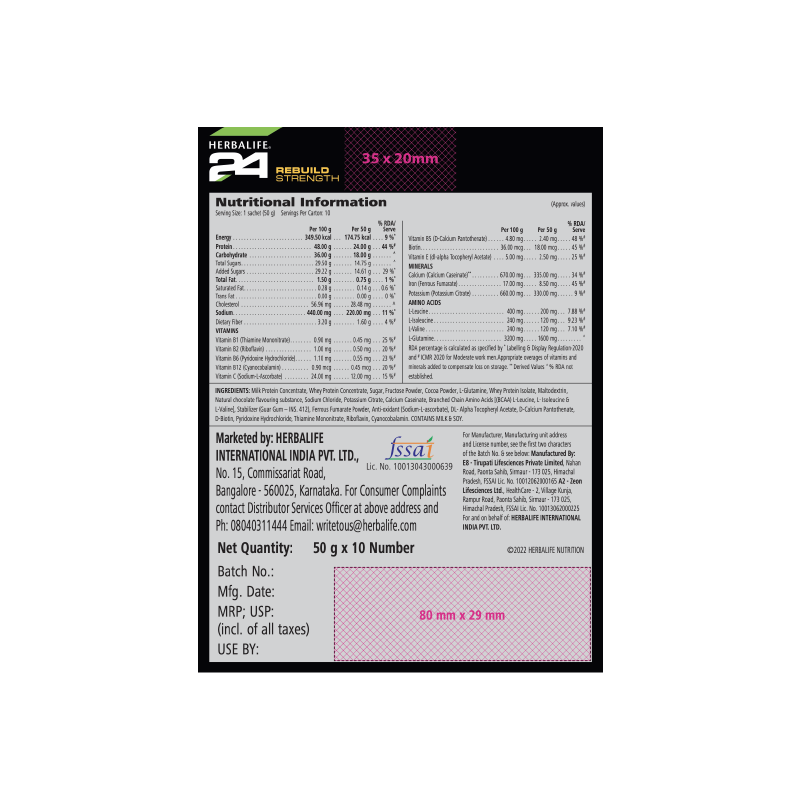 HERBALIFE®
24
REBUILD
STRENGTH
35 x 20mm
Nutritional Information
(Approx. values)
Serving Size: 1 sachet (50 g) Servings Per Carton: 10
Per 100 g Per 50 g % RDA/ Serve
Energy 349.50 kcal 174.75 kcal 9 %*
Protein 48.00 g 24.00 g 44 %#
Carbohydrate 36.00 g 18.00 g ^
Total Sugars 29.50 g 14.75 g ^
Added Sugars 29.22 g 14.61 g 29 %*
Total Fat 1.50 g 0.75 g 1 %*
Saturated Fat 0.28 g 0.14 g 0.6 %*
Trans Fat 0.00 g 0.00 g 0 %*
Cholesterol 56.96 mg 28.48 mg ^
Sodium 440.00 mg 220.00 mg 11 %*
Dietary Fiber 3.20 g 1.60 g 4 %#
VITAMINS
Vitamin B1 (Thiamine Mononitrate) 0.90 mg 0.45 mg 25 %#
Vitamin B2 (Riboflavin) 1.00 mg 0.50 mg 20 %#
Vitamin B6 (Pyridoxine Hydrochloride) 1.10 mg 0.55 mg 23 %#
Vitamin B12 (Cyanocobalamin) 0.90 mcg 0.45 mcg 20 %#
Vitamin C (Sodium-L-Ascorbate) 24.00 mg 12.00 mg 15 %#
Per 100 g Per 50 g % RDA/ Serve
Vitamin B5 (D-Calcium Pantothenate) 4.80 mg 2.40 mg 48 %#
Biotin 36.00 mcg 18.00 mcg 45 %#
Vitamin E (dl-alpha Tocopheryl Acetate) 5.00 mg 2.50 mg 25 %#
MINERALS
Calcium (Calcium Caseinate)** 670.00 mg 335.00 mg 34 %#
Iron (Ferrous Fumarate) 17.00 mg 8.50 mg 45 %#
Potassium (Potassium Citrate) 660.00 mg 330.00 mg 9 %#
AMINO ACIDS
L-Leucine 400 mg 200 mg 7.88 %#
L-Isoleucine 240 mg 120 mg 9.23 %#
L-Valine 240 mg 120 mg 7.10 %#
L-Glutamine 3200 mg 1600 mg ^
RDA percentage is calculated as specified by * Labelling & Display Regulation-2020
and # ICMR 2020 for Moderate work men.Appropriate overages of vitamins and
minerals added to compensate loss on storage. ** Derived Values ^ % RDA not
established.
INGREDIENTS: Milk Protein Concentrate, Whey Protein Concentrate, Sugar, Fructose Powder, Cocoa Powder, L-Glutamine, Whey Protein Isolate, Maltodextrin,
Natural chocolate flavouring substance, Sodium Chloride, Potassium Citrate, Calcium Caseinate, Branched Chain Amino Acids [(BCAA) L-Leucine, L- Isoleucine &
L-Valine], Stabilizer (Guar Gum – INS. 412), Ferrous Fumarate Powder, Anti-oxidant (Sodium-L-ascorbate), DL- Alpha Tocopheryl Acetate, D-Calcium Pantothenate,
D-Biotin, Pyridoxine Hydrochloride, Thiamine Mononitrate, Riboflavin, Cyanocobalamin. CONTAINS MILK & SOY.
Marketed by: HERBALIFE
INTERNATIONAL INDIA PVT. LTD.,
No. 15, Commissariat Road,
Bangalore - 560025, Karnataka. For Consumer Complaints
contact Distributor Services Officer at above address and
Ph: 08040311444 Email: writetous@herbalife.com
fssai
Lic. No. 10013043000639
For Manufacturer, Manufacturing unit address
and License number, see the first two characters
of the Batch No. & see below: Manufactured By:
E8 - Tirupati Lifesciences Private Limited, Nahan
Road, Paonta Sahib, Sirmaur - 173 025, Himachal
Pradesh, FSSAI Lic. No. 10012062000165 A2 - Zeon
Lifesciences Ltd., HealthCare - 2, Village Kunja,
Rampur Road, Paonta Sahib, Sirmaur - 173 025,
Himachal Pradesh, FSSAI Lic. No. 10013062000225
For and on behalf of: HERBALIFE INTERNATIONAL
INDIA PVT. LTD.
Net Quantity: 50 g x 10 Number
©2022 HERBALIFE NUTRITION
Batch No.:
Mfg. Date:
MRP; USP:
(incl. of all taxes)
USE BY:
80 mm x 29 mm